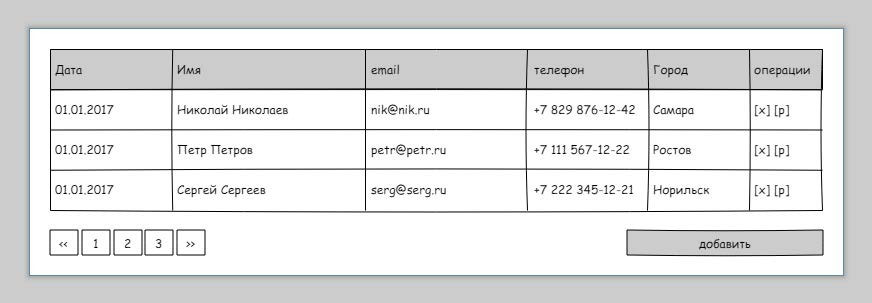 Дата Имя email телефон Город операции
01.01.2017 Николай Николаев nik@nik.ru +7 829 876-12-42 Самара [x] [p]
01.01.2017 Петр Петров petr@petr.ru +7 111 567-12-22 Ростов [x] [p]
01.01.2017 Сергей Сергеев serg@serg.ru +7 222 345-12-21 Норильск [x] [p]
<< 1 2 3 >> добавить